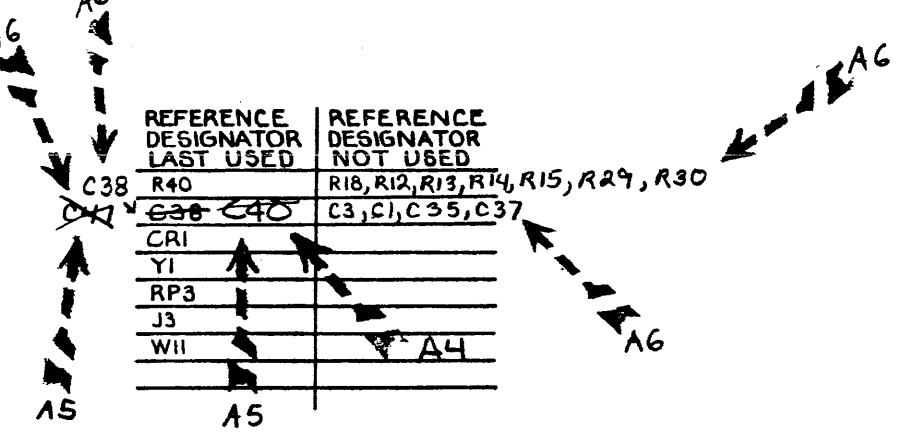 A6
A6
A6
REFERENCE DESIGNATOR LAST USED
REFERENCE DESIGNATOR NOT USED
C38
R40
R18, R12, R13, R14, R15, R29, R30
C41
C38 C40
C3, C1, C35, C37
CR1
Y1
RP3
J3
W11
A4
A6
A5
A5